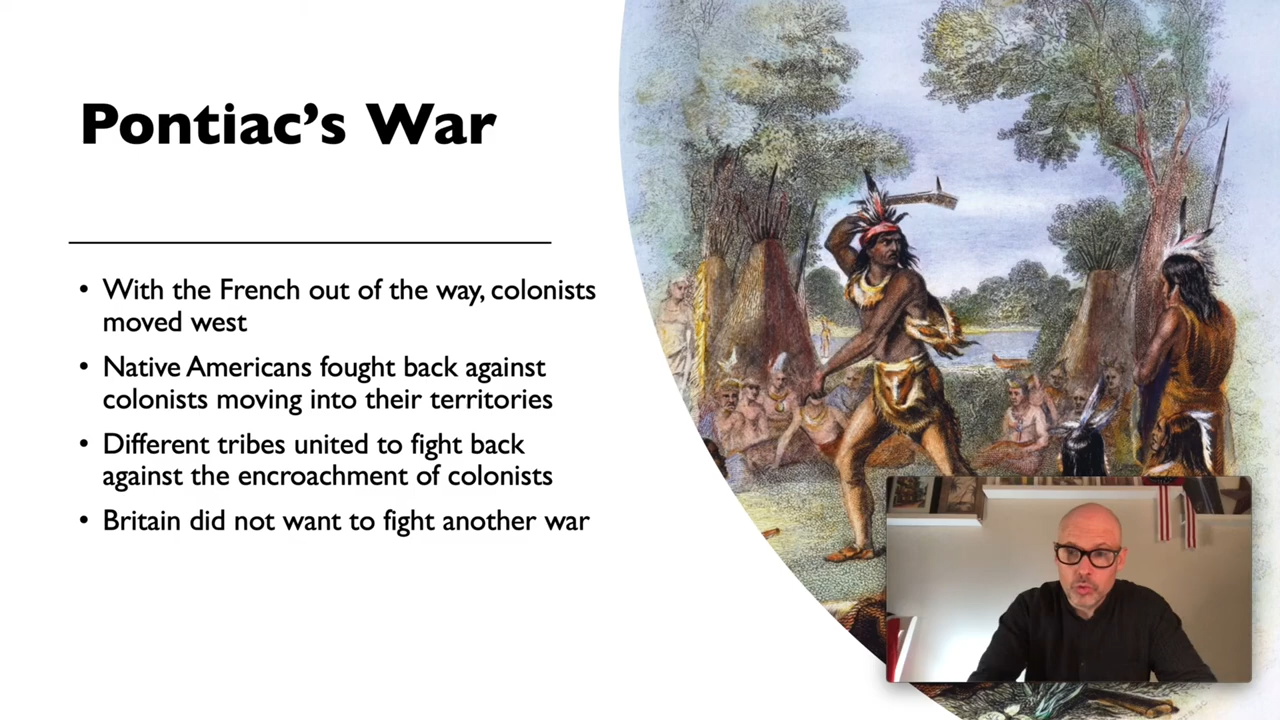 Pontiac's War
• With the French out of the way, colonists
moved west
• Native Americans fought back against
colonists moving into their territories
• Different tribes united to fight back
against the encroachment of colonists
• Britain did not want to fight another war